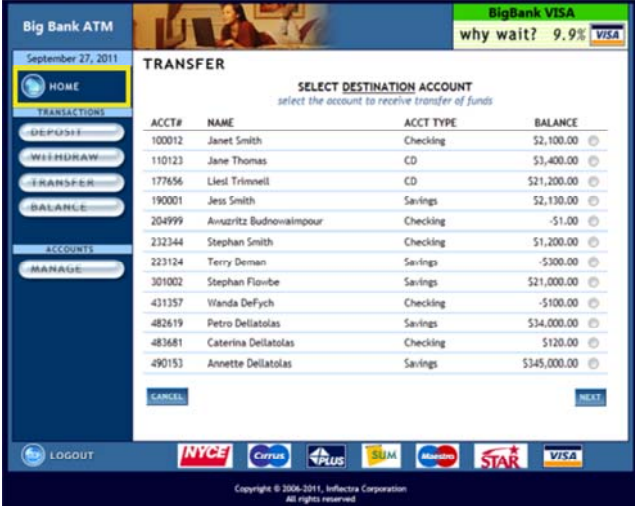 Big Bank ATM
BigBank VISA
why wait? 9.9% VISA
September 27, 2011
HOME
TRANSACTIONS
DEPOSIT
WITHDRAW
TRANSFER
BALANCE
ACCOUNTS
MANAGE
TRANSFER
SELECT DESTINATION ACCOUNT
select the account to receive transfer of funds
ACCT# NAME ACCT TYPE BALANCE
100012 Janet Smith Checking $2,100.00
110123 Jane Thomas CD $3,400.00
177656 Liesl Trimnell CD $21,200.00
190001 Jess Smith Savings $2,130.00
204999 Awuzritz Budnowaimpour Checking -$1.00
232344 Stephan Smith Checking $1,200.00
223124 Terry Deman Savings -$300.00
301002 Stephan Flowbe Savings $21,000.00
431357 Wanda DeFych Checking -$100.00
482619 Petro Dellatolas Savings $34,000.00
483681 Caterina Dellatolas Checking $120.00
490153 Annette Dellatolas Savings $345,000.00
CANCEL NEXT
LOGOUT NYCE Cirrus PLUS SUM Maestro STAR VISA
Copyright © 2006-2011, Inflectra Corporation
All rights reserved